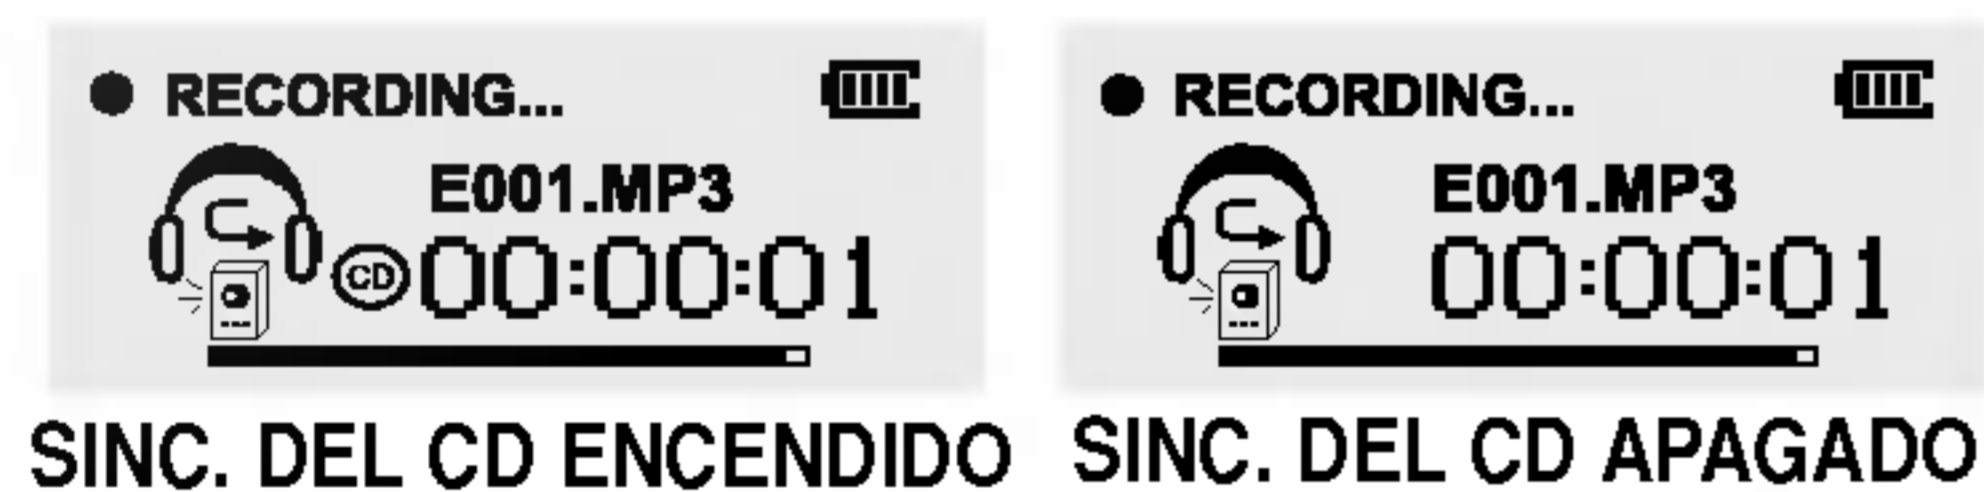 RECORDING...
E001.MP3
CD 00:00:01
SINC. DEL CD ENCENDIDO
RECORDING...
E001.MP3
00:00:01
SINC. DEL CD APAGADO